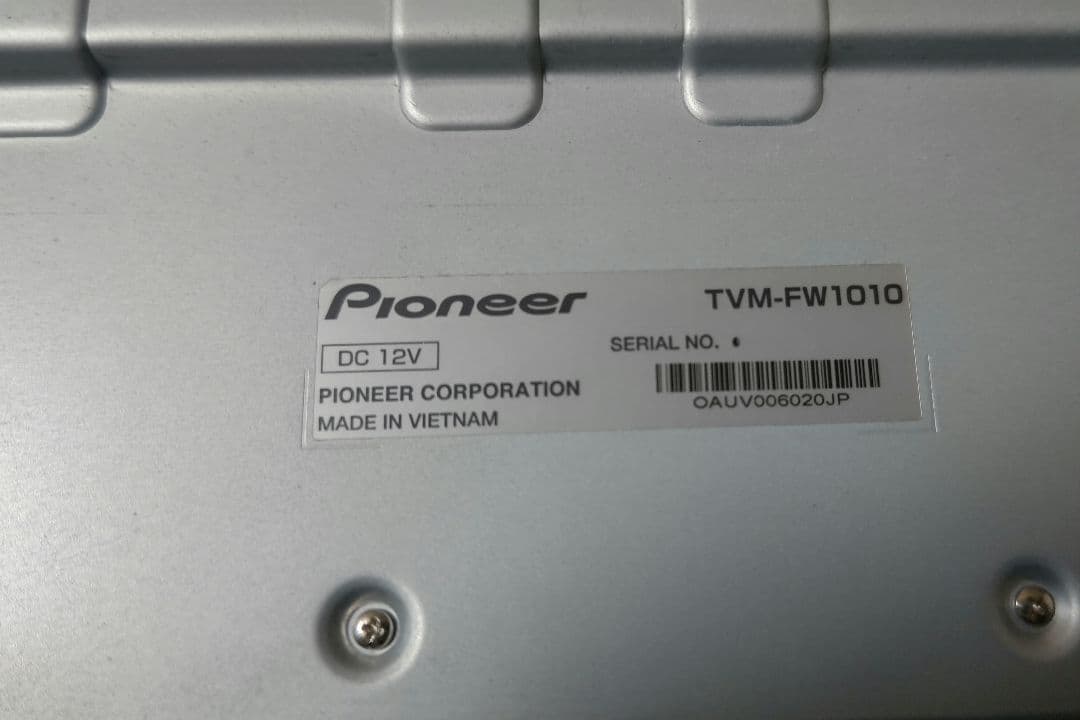 Pioneer TVM-FW1010
DC 12V
SERIAL NO.
PIONEER CORPORATION
OAUV006020JP
MADE IN VIETNAM